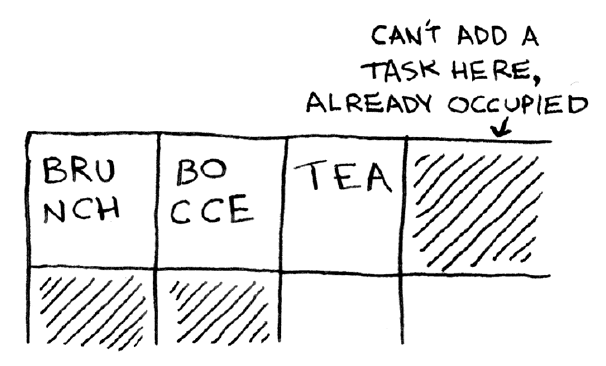 CAN'T ADD A
TASK HERE,
ALREADY OCCUPIED
BRU
NCH
BO
CCE
TEA